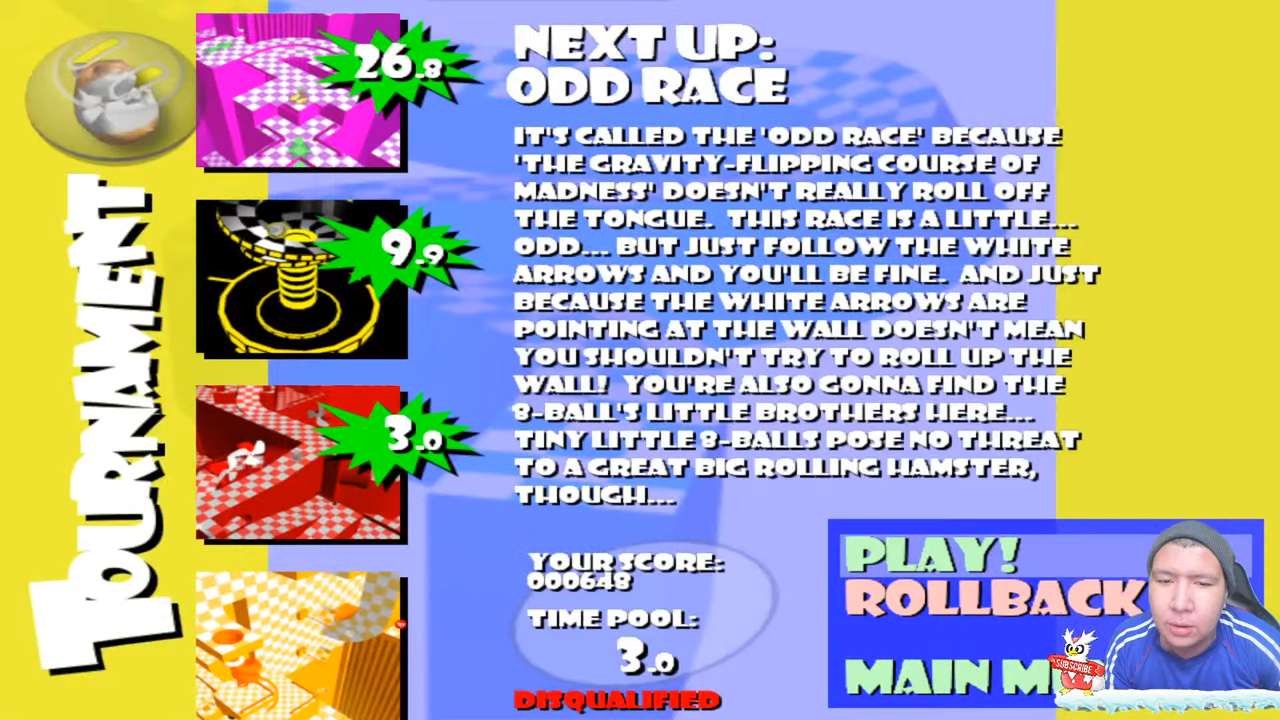 TOURNAMENT
26.8
9.9
3.0
NEXT UP:
ODD RACE
IT'S CALLED THE 'ODD RACE' BECAUSE
'THE GRAVITY-FLIPPING COURSE OF
MADNESS' DOESN'T REALLY ROLL OFF
THE TONGUE. THIS RACE IS A LITTLE...
ODD... BUT JUST FOLLOW THE WHITE
ARROWS AND YOU'LL BE FINE. AND JUST
BECAUSE THE WHITE ARROWS ARE
POINTING AT THE WALL DOESN'T MEAN
YOU SHOULDN'T TRY TO ROLL UP THE
WALL! YOU'RE ALSO GONNA FIND THE
8-BALL'S LITTLE BROTHERS HERE...
TINY LITTLE 8-BALLS POSE NO THREAT
TO A GREAT BIG ROLLING HAMSTER,
THOUGH...
YOUR SCORE:
000648
TIME POOL:
3.0
DISQUALIFIED
PLAY!
ROLLBACK
MAIN M
SUBSCRIBE